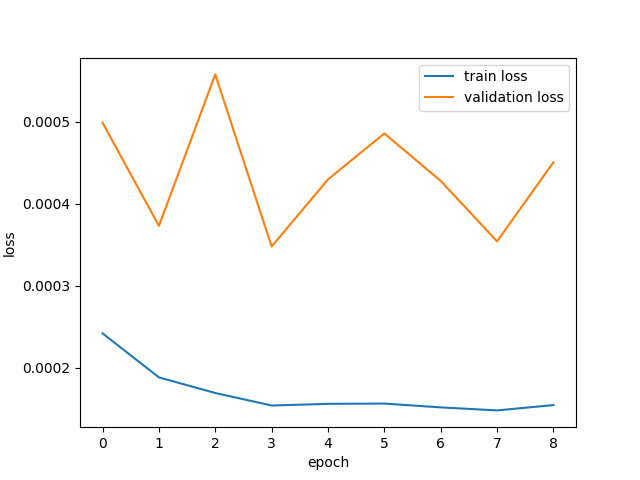 train loss
validation loss
0.0005
0.0004
0.0003
0.0002
loss
0 1 2 3 4 5 6 7 8
epoch